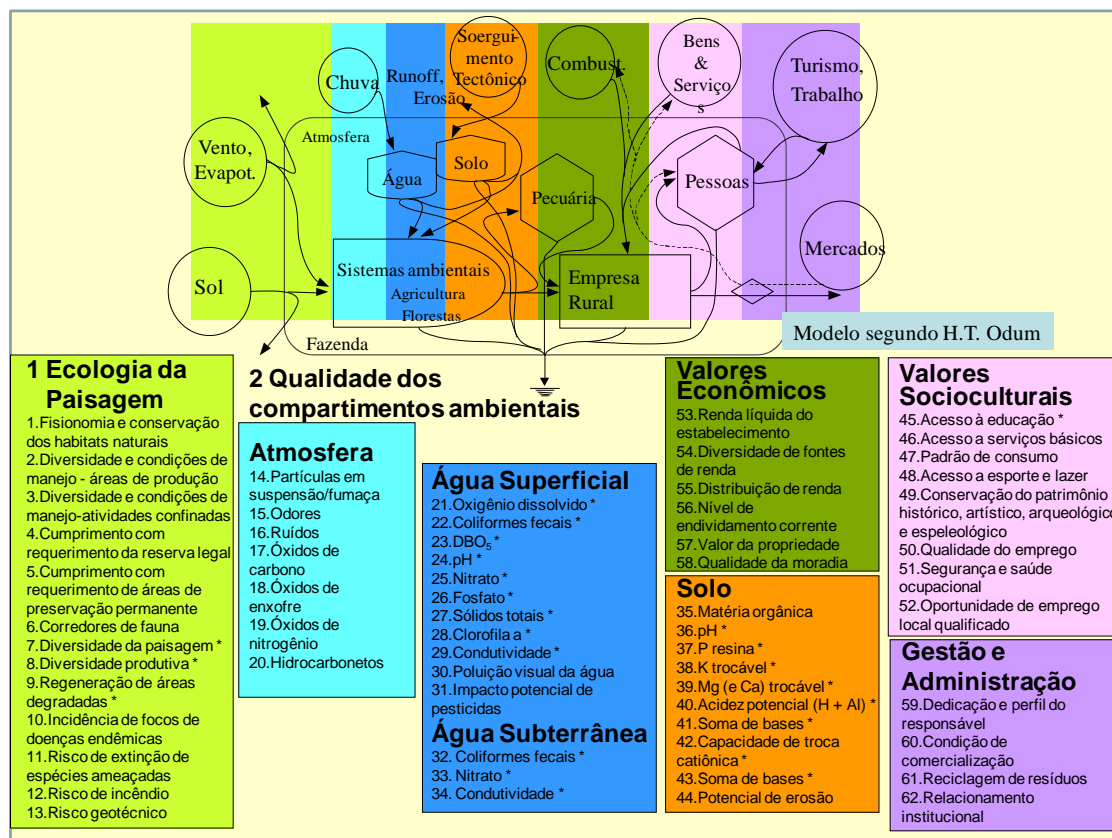 Soergui-
mento
Tectônico
Bens
&
Serviço
s
Combust.
Turismo,
Trabalho
Chuva
Runoff,
Erosão
Atmosfera
Vento,
Evapot.
Água
Solo
Pecuária
Pessoas
Mercados
Sol
Sistemas ambientais
Agricultura
Florestas
Empresa
Rural
Fazenda
Modelo segundo H.T. Odum
1 Ecologia da
Paisagem
1.Fisionomia e conservação
dos habitats naturais
2.Diversidade e condições de
manejo - áreas de produção
3.Diversidade e condições de
manejo-atividades confinadas
4.Cumprimento com
requerimento da reserva legal
5.Cumprimento com
requerimento de áreas de
preservação permanente
6.Corredores de fauna
7.Diversidade da paisagem *
8.Diversidade produtiva *
9.Regeneração de áreas
degradadas *
10.Incidência de focos de
doenças endêmicas
11.Risco de extinção de
espécies ameaçadas
12.Risco de incêndio
13.Risco geotécnico
2 Qualidade dos
compartimentos ambientais
Atmosfera
14.Partículas em
suspensão/fumaça
15.Odores
16.Ruídos
17.Óxidos de
carbono
18.Óxidos de
enxofre
19.Óxidos de
nitrogênio
20.Hidrocarbonetos
Água Superficial
21.Oxigênio dissolvido *
22.Coliformes fecais *
23.DBO₅ *
24.pH *
25.Nitrato *
26.Fosfato *
27.Sólidos totais *
28.Clorofila a *
29.Condutividade *
30.Poluição visual da água
31.Impacto potencial de
pesticidas
Água Subterrânea
32.Coliformes fecais *
33.Nitrato *
34.Condutividade *
Valores
Econômicos
53.Renda líquida do
estabelecimento
54.Diversidade de fontes
de renda
55.Distribuição de renda
56.Nível de
endividamento corrente
57.Valor da propriedade
58.Qualidade da moradia
Solo
35.Matéria orgânica
36.pH *
37.P resina *
38.K trocável *
39.Mg (e Ca) trocável *
40.Acidez potencial (H + Al) *
41.Soma de bases *
42.Capacidade de troca
catiônica *
43.Soma de bases *
44.Potencial de erosão
Valores
Socioculturais
45.Acesso à educação *
46.Acesso a serviços básicos
47.Padrão de consumo
48.Acesso a esporte e lazer
49.Conservação do patrimônio
histórico, artístico, arqueológico
e espeleológico
50.Qualidade do emprego
51.Segurança e saúde
ocupacional
52.Oportunidade de emprego
local qualificado
Gestão e
Administração
59.Dedicação e perfil do
responsável
60.Condição de
comercialização
61.Reciclagem de resíduos
62.Relacionamento
institucional